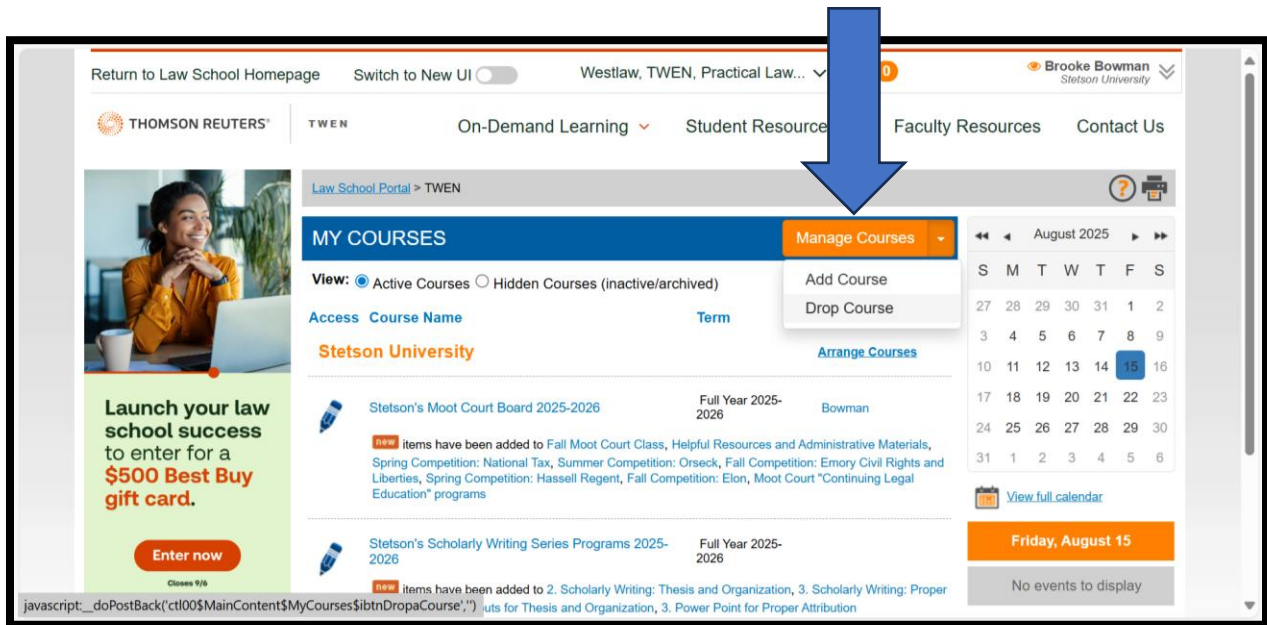 Return to Law School Homepage Switch to New UI Westlaw, TWEN, Practical Law... 0 Brooke Bowman
Stetson University
THOMSON REUTERS® TWEN On-Demand Learning Student Resource Faculty Resources Contact Us
Law School Portal > TWEN ?
MY COURSES Manage Courses
Add Course
Drop Course
View: Active Courses Hidden Courses (inactive/archived)
Access Course Name Term
Stetson University Arrange Courses
Stetson's Moot Court Board 2025-2026 Full Year 2025-
2026 Bowman
new items have been added to Fall Moot Court Class, Helpful Resources and Administrative Materials,
Spring Competition: National Tax, Summer Competition: Orseck, Fall Competition: Emory Civil Rights and
Liberties, Spring Competition: Hassell Regent, Fall Competition: Elon, Moot Court "Continuing Legal
Education" programs
Stetson's Scholarly Writing Series Programs 2025-
2026 Full Year 2025-
2026
new items have been added to 2. Scholarly Writing: Thesis and Organization, 3. Scholarly Writing: Proper
uts for Thesis and Organization, 3. Power Point for Proper Attribution
Launch your law
school success
to enter for a
$500 Best Buy
gift card.
Enter now
Closes 9/6
August 2025
S M T W T F S
27 28 29 30 31 1 2
3 4 5 6 7 8 9
10 11 12 13 14 15 16
17 18 19 20 21 22 23
24 25 26 27 28 29 30
31 1 2 3 4 5 6
View full calendar
Friday, August 15
No events to display
javascript:__doPostBack('ctl00$MainContent$MyCourses$ibtnDropaCourse','')